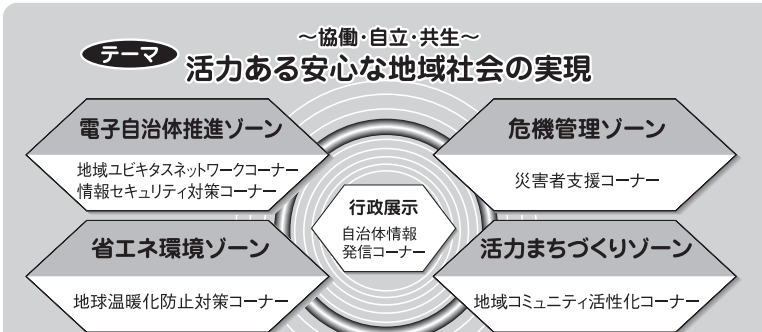 テーマ
～協働・自立・共生～
活力ある安心な地域社会の実現
電子自治体推進ゾーン
地域ユビキタスネットワークコーナー
情報セキュリティ対策コーナー
危機管理ゾーン
災害者支援コーナー
行政展示
自治体情報
発信コーナー
省エネ環境ゾーン
地球温暖化防止対策コーナー
活力まちづくりゾーン
地域コミュニティ活性化コーナー